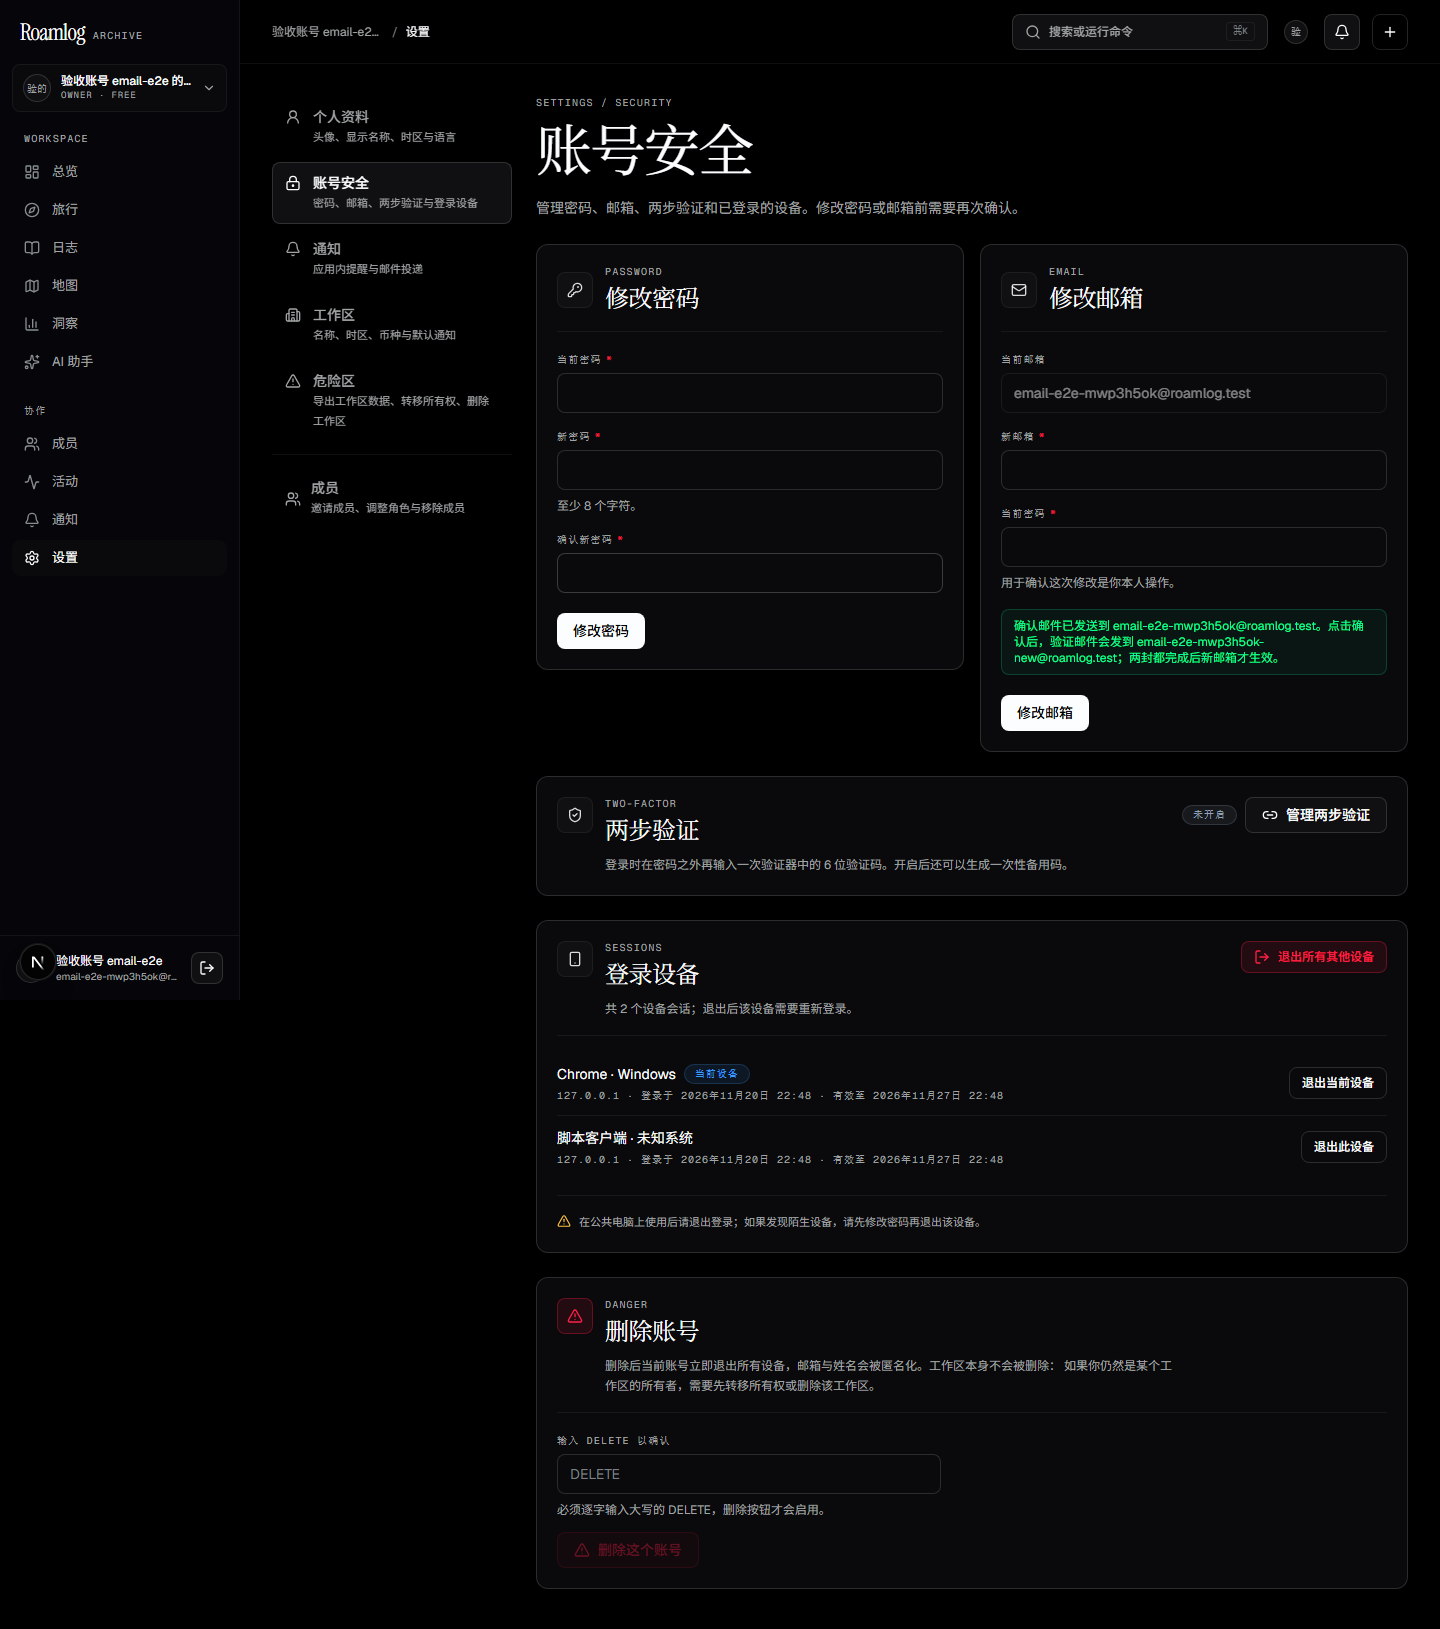 Roamlog ARCHIVE
验的
验收账号 email-e2e 的...
OWNER · FREE
WORKSPACE
总览
旅行
日志
地图
洞察
AI 助手
协作
成员
活动
通知
设置
N
验收账号 email-e2e
email-e2e-mwp3h5ok@r...
验收账号 email-e2... / 设置
搜索或运行命令
⌘K
验
个人资料
头像、显示名称、时区与语言
账号安全
密码、邮箱、两步验证与登录设备
通知
应用内提醒与邮件投递
工作区
名称、时区、币种与默认通知
危险区
导出工作区数据、转移所有权、删除
工作区
成员
邀请成员、调整角色与移除成员
SETTINGS / SECURITY
账号安全
管理密码、邮箱、两步验证和已登录的设备。修改密码或邮箱前需要再次确认。
PASSWORD
修改密码
当前密码 *
新密码 *
至少 8 个字符。
确认新密码 *
修改密码
EMAIL
修改邮箱
当前邮箱
email-e2e-mwp3h5ok@roamlog.test
新邮箱 *
当前密码 *
用于确认这次修改是你本人操作。
确认邮件已发送到 email-e2e-mwp3h5ok@roamlog.test。点击确
认后，验证邮件会发到 email-e2e-mwp3h5ok-
new@roamlog.test；两封都完成后新邮箱才生效。
修改邮箱
TWO-FACTOR
两步验证
登录时在密码之外再输入一次验证器中的 6 位验证码。开启后还可以生成一次性备用码。
未开启
管理两步验证
SESSIONS
登录设备
共 2 个设备会话；退出后该设备需要重新登录。
退出所有其他设备
Chrome · Windows 当前设备
127.0.0.1 · 登录于 2026年11月20日 22:48 · 有效至 2026年11月27日 22:48
退出当前设备
脚本客户端 · 未知系统
127.0.0.1 · 登录于 2026年11月20日 22:48 · 有效至 2026年11月27日 22:48
退出此设备
在公共电脑上使用后请退出登录；如果发现陌生设备，请先修改密码再退出该设备。
DANGER
删除账号
删除后当前账号立即退出所有设备，邮箱与姓名会被匿名化。工作区本身不会被删除： 如果你仍然是某个工
作区的所有者，需要先转移所有权或删除该工作区。
输入 DELETE 以确认
DELETE
必须逐字输入大写的 DELETE，删除按钮才会启用。
删除这个账号